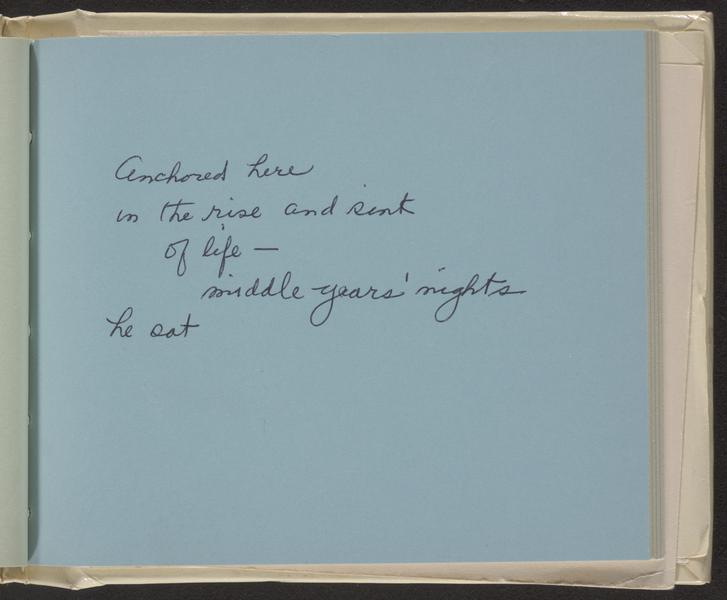 Anchored here
in the rise and sink
of life —
middle years' nights
he sat